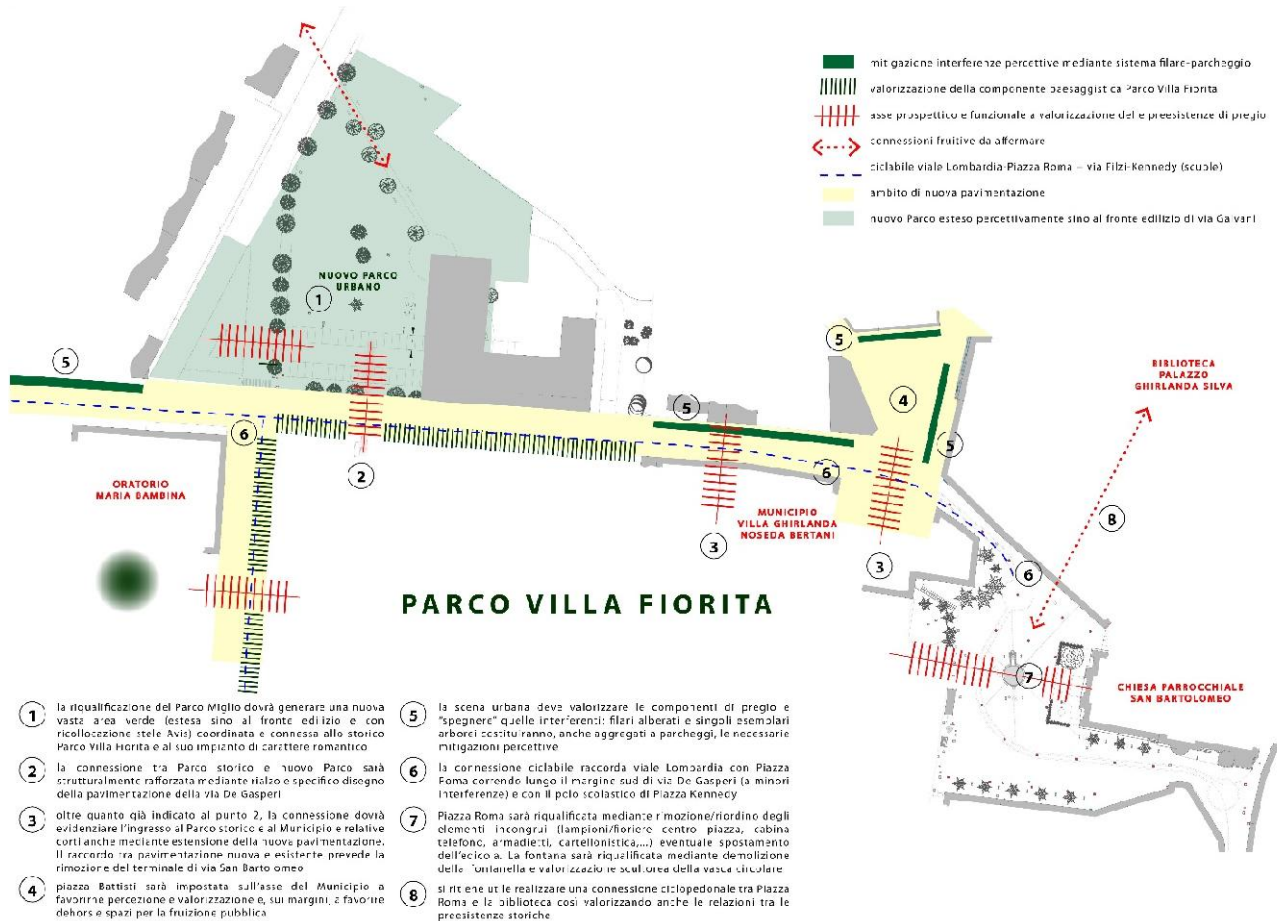 mitigazione interferenze percettive mediante sistema filare-parcheggio
valorizzazione della componente paesaggistica Parco Villa Fiorita
asse prospettico e funzionale a valorizzazione delle preesistenze di pregio
connessioni fruitive da affermare
ciclabile viale Lombardia-Piazza Roma – via Filzi-Kennedy (scuole)
ambito di nuova pavimentazione
nuovo Parco esteso percettivamente sino al fronte edilizio di via Galvani
NUOVO PARCO
URBANO
1
5
5
BIBLIOTECA
PALAZZO
GHIRLANDA SILVA
4
5
5
6
2
6
8
ORATORIO
MARIA BAMBINA
MUNICIPIO
VILLA GHIRLANDA
NOSEDA BERTANI
3
3
6
PARCO VILLA FIORITA
7
CHIESA PARROCCHIALE
SAN BARTOLOMEO
1
la riqualificazione del Parco Miglio dovrà generare una nuova
vasta area verde (estesa sino al fronte edilizio e con
ricollocazione stele Avis) coordinata e connessa allo storico
Parco Villa Fiorita e al suo impianto di carattere romantico
2
la connessione tra Parco storico e nuovo Parco sarà
strutturalmente rafforzata mediante rialzo e specifico disegno
della pavimentazione della via De Gasperi
3
oltre quanto già indicato al punto 2, la connessione dovrà
evidenziare l'ingresso al Parco storico e al Municipio e relative
corti anche mediante estensione della nuova pavimentazione.
Il raccordo tra pavimentazione nuova e esistente prevede la
rimozione del terminale di via San Bartolomeo
4
piazza Battisti sarà impostata sull'asse del Municipio a
favorirne percezione e valorizzazione e, sui margini, a favorire
dehors e spazi per la fruizione pubblica
5
la scena urbana deve valorizzare le componenti di pregio e
"spegnere" quelle interferenti: filari alberati e singoli esemplari
arborei costituiranno, anche aggregati a parcheggi, le necessarie
mitigazioni percettive
6
la connessione ciclabile raccorda viale Lombardia con Piazza
Roma correndo lungo il margine sud di via De Gasperi (a minori
interferenze) e con il polo scolastico di Piazza Kennedy
7
Piazza Roma sarà riqualificata mediante rimozione/riordino degli
elementi incongrui (lampioni/fioriere centro piazza, cabina
telefono, armadietti, cartellonistica,...) eventuale spostamento
dell'edicola. La fontana sarà riqualificata mediante demolizione
della fontanella e valorizzazione scultorea della vasca circolare
8
si ritiene utile realizzare una connessione ciclopedonale tra Piazza
Roma e la biblioteca così valorizzando anche le relazioni tra le
preesistenze storiche